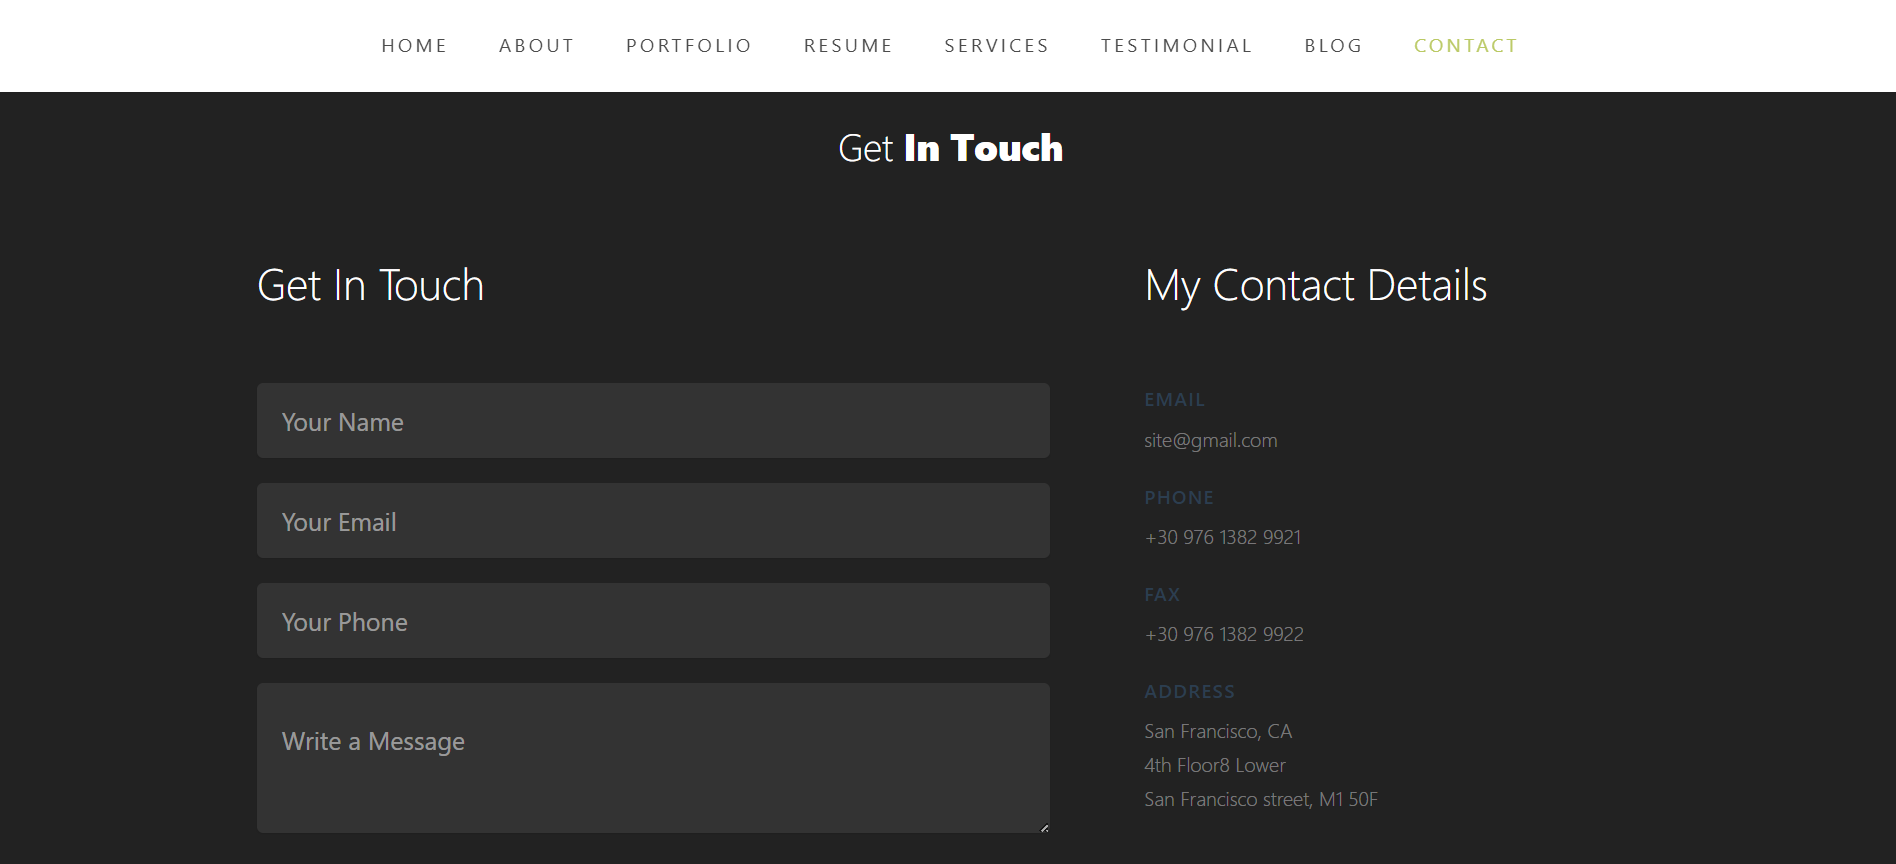 HOME ABOUT PORTFOLIO RESUME SERVICES TESTIMONIAL BLOG CONTACT
Get In Touch
Get In Touch
Your Name
Your Email
Your Phone
Write a Message
My Contact Details
EMAIL
site@gmail.com
PHONE
+30 976 1382 9921
FAX
+30 976 1382 9922
ADDRESS
San Francisco, CA
4th Floor8 Lower
San Francisco street, M1 50F